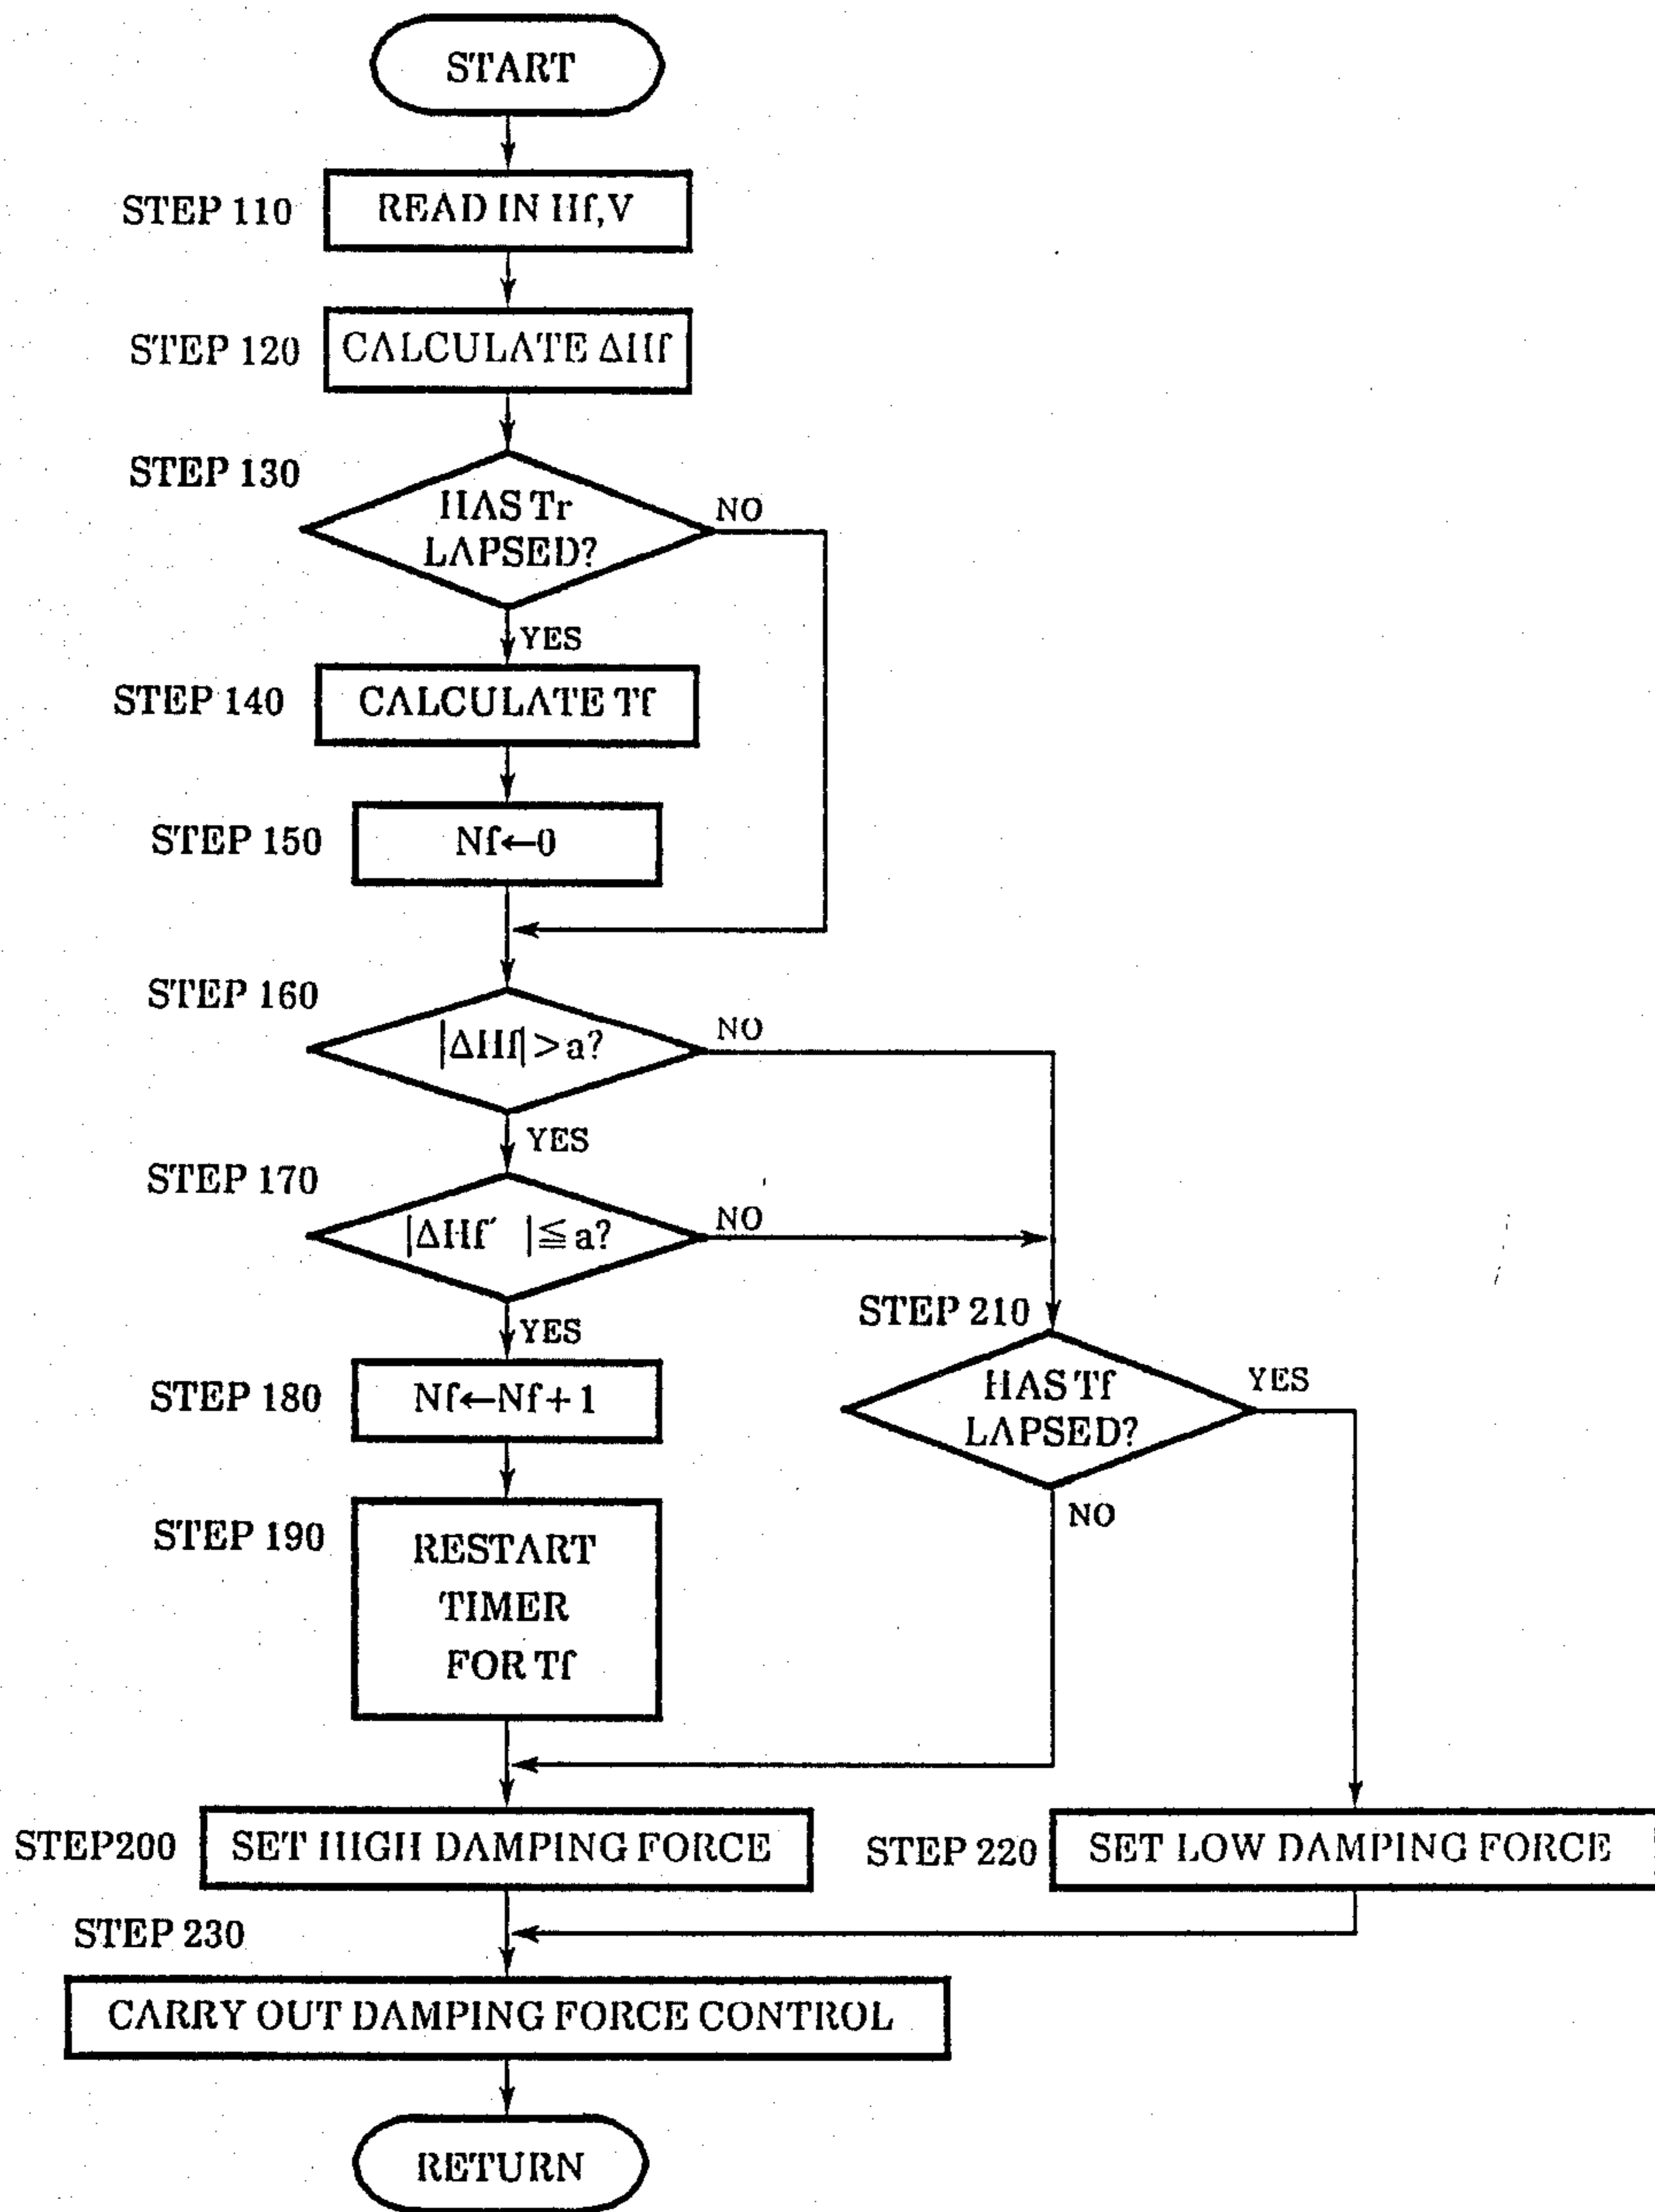 START
STEP 110
READ IN Hf,V
STEP 120
CALCULATE ΔHf
STEP 130
HAS Tr
LAPSED?
NO
YES
STEP 140
CALCULATE Tf
STEP 150
Nf←0
STEP 160
|ΔHf|>a?
NO
YES
STEP 170
|ΔHf′ |≦a?
NO
YES
STEP 180
Nf←Nf+1
STEP 190
RESTART
TIMER
FOR Tf
STEP 210
HAS Tf
LAPSED?
YES
NO
STEP200
SET HIGH DAMPING FORCE
STEP 220
SET LOW DAMPING FORCE
STEP 230
CARRY OUT DAMPING FORCE CONTROL
RETURN